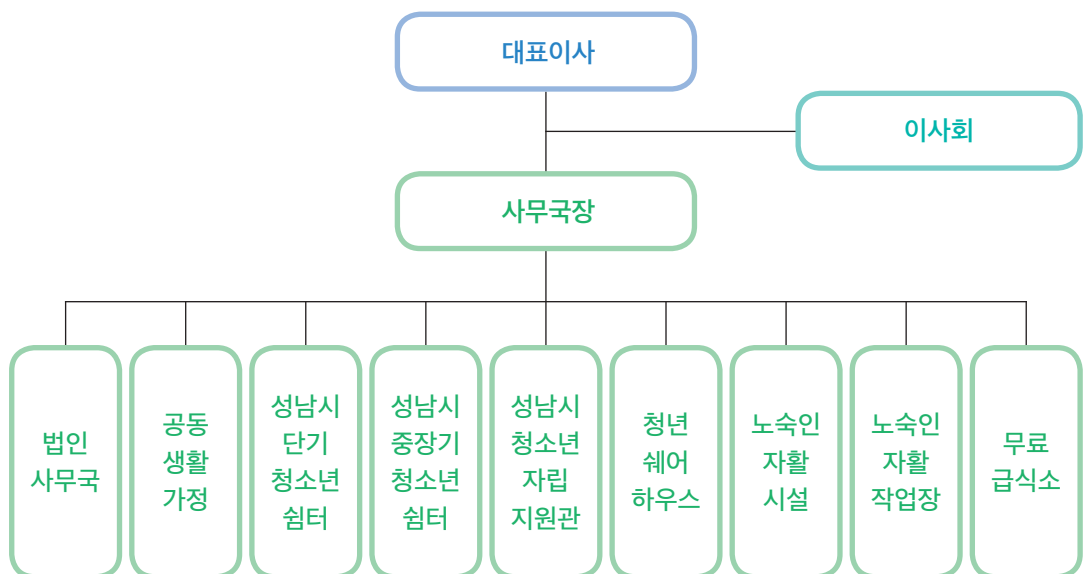 대표이사
이사회
사무국장
법인
사무국
공동
생활
가정
성남시
단기
청소년
쉼터
성남시
중장기
청소년
쉼터
성남시
청소년
자립
지원관
청년
쉐어
하우스
노숙인
자활
시설
노숙인
자활
작업장
무료
급식소